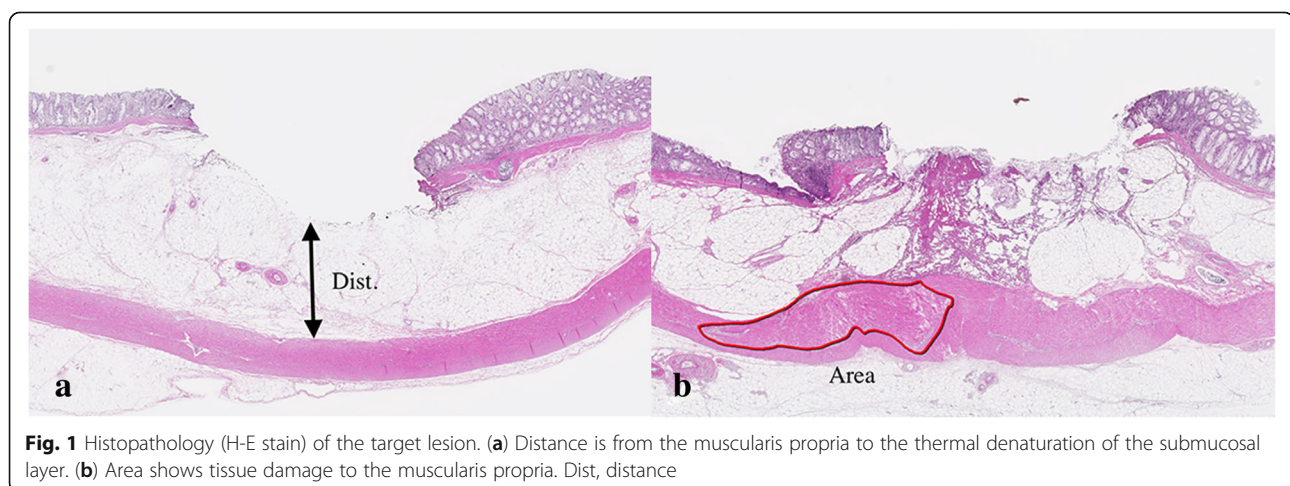 Dist.
a
Area
b
Fig. 1 Histopathology (H-E stain) of the target lesion. (a) Distance is from the muscularis propria to the thermal denaturation of the submucosal
layer. (b) Area shows tissue damage to the muscularis propria. Dist, distance